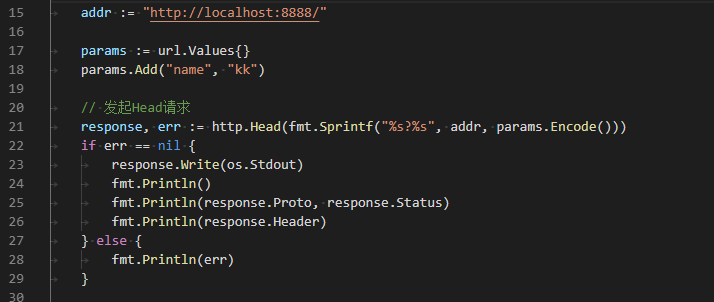 15 addr := "http://localhost:8888/"
16
17 params := url.Values{}
18 params.Add("name", "kk")
19
20 // 发起Head请求
21 response, err := http.Head(fmt.Sprintf("%s?%s", addr, params.Encode()))
22 if err == nil {
23 response.Write(os.Stdout)
24 fmt.Println()
25 fmt.Println(response.Proto, response.Status)
26 fmt.Println(response.Header)
27 } else {
28 fmt.Println(err)
29 }
30